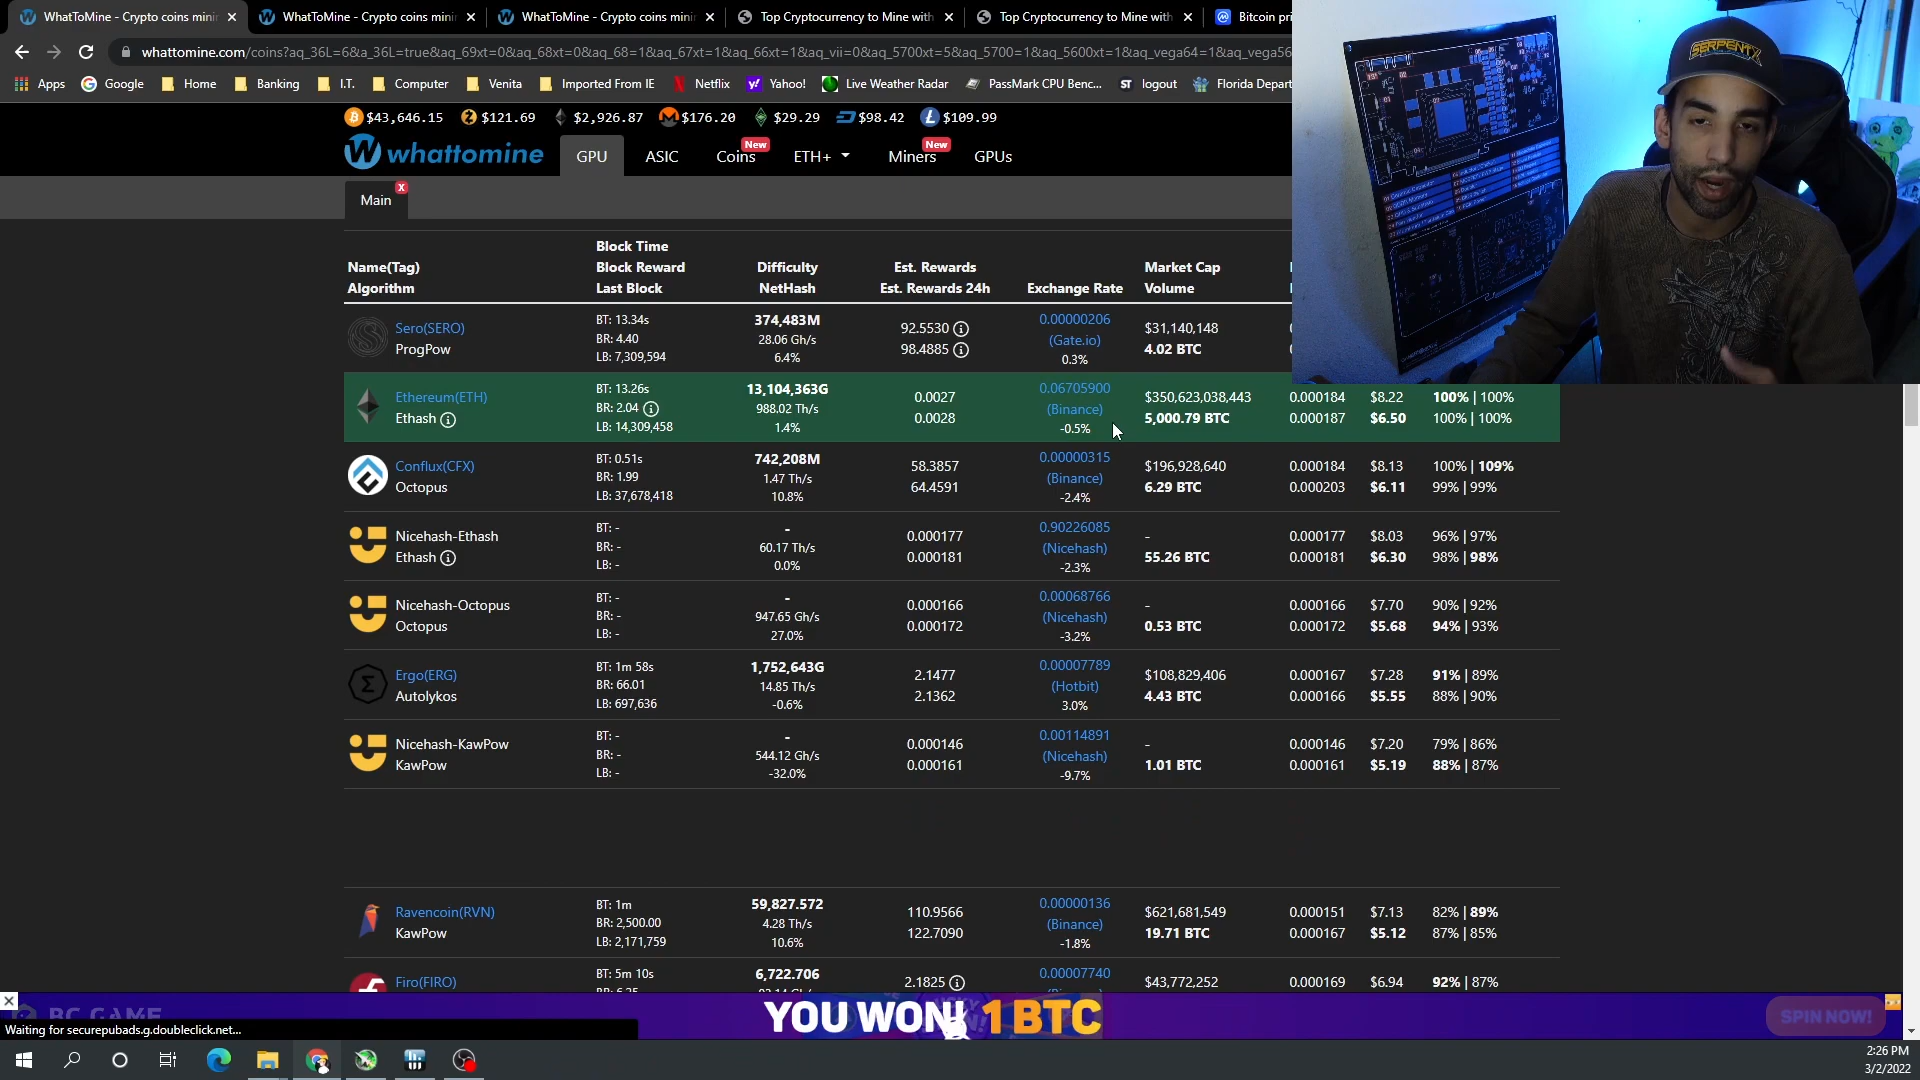 WhatToMine - Crypto coins mini
WhatToMine - Crypto coins mini
WhatToMine - Crypto coins mini
Top Cryptocurrency to Mine with
Top Cryptocurrency to Mine with
Bitcoin pri
whattomine.com/coins?aq_36L=6&a_36L=true&aq_69xt=0&aq_68xt=0&aq_68=1&aq_67xt=1&aq_66xt=1&aq_vii=0&aq_5700xt=5&aq_5700=1&aq_5600xt=1&aq_vega64=1&aq_vega56
Apps Google Home Banking I.T. Computer Venita Imported From IE Netflix Yahoo! Live Weather Radar PassMark CPU Benc... ST logout Florida Depart
SERPENTX
$43,646.15 $121.69 $2,926.87 $176.20 $29.29 $98.42 $109.99
whattomine GPU ASIC Coins New ETH+ Miners New GPUs
Main x
Name(Tag) Algorithm
Block Time Block Reward Last Block
Difficulty NetHash
Est. Rewards Est. Rewards 24h
Exchange Rate
Market Cap Volume
Sero(SERO) BT: 13.34s 374,483M 92.5530 0.00000206 $31,140,148
ProgPow BR: 4.40 28.06 Gh/s 98.4885 (Gate.io) 4.02 BTC
LB: 7,309,594 6.4% 0.3%
Ethereum(ETH) BT: 13.26s 13,104,363G 0.0027 0.06705900 $350,623,038,443 0.000184 $8.22 100% | 100%
Ethash BR: 2.04 988.02 Th/s 0.0028 (Binance) 5,000.79 BTC 0.000187 $6.50 100% | 100%
LB: 14,309,458 1.4% -0.5%
Conflux(CFX) BT: 0.51s 742,208M 58.3857 0.00000315 $196,928,640 0.000184 $8.13 100% | 109%
Octopus BR: 1.99 1.47 Th/s 64.4591 (Binance) 6.29 BTC 0.000203 $6.11 99% | 99%
LB: 37,678,418 10.8% -2.4%
Nicehash-Ethash BT: - - 0.000177 0.90226085 - 0.000177 $8.03 96% | 97%
Ethash BR: - 60.17 Th/s 0.000181 (Nicehash) 55.26 BTC 0.000181 $6.30 98% | 98%
LB: - 0.0% -2.3%
Nicehash-Octopus BT: - - 0.000166 0.00068766 - 0.000166 $7.70 90% | 92%
Octopus BR: - 947.65 Gh/s 0.000172 (Nicehash) 0.53 BTC 0.000172 $5.68 94% | 93%
LB: - 27.0% -3.2%
Ergo(ERG) BT: 1m 58s 1,752,643G 2.1477 0.00007789 $108,829,406 0.000167 $7.28 91% | 89%
Autolykos BR: 66.01 14.85 Th/s 2.1362 (Hotbit) 4.43 BTC 0.000166 $5.55 88% | 90%
LB: 697,636 -0.6% 3.0%
Nicehash-KawPow BT: - - 0.000146 0.00114891 - 0.000146 $7.20 79% | 86%
KawPow BR: - 544.12 Gh/s 0.000161 (Nicehash) 1.01 BTC 0.000161 $5.19 88% | 87%
LB: - -32.0% -9.7%
Ravencoin(RVN) BT: 1m 59,827.572 110.9566 0.00000136 $621,681,549 0.000151 $7.13 82% | 89%
KawPow BR: 2,500.00 4.28 Th/s 122.7090 (Binance) 19.71 BTC 0.000167 $5.12 87% | 85%
LB: 2,171,759 10.6% -1.8%
Firo(FIRO) BT: 5m 10s 6,722.706 2.1825 0.00007740 $43,772,252 0.000169 $6.94 92% | 87%
BC GAME YOU WON! 1 BTC SPIN NOW!
Waiting for securepubads.g.doubleclick.net...
2:26 PM
3/2/2022